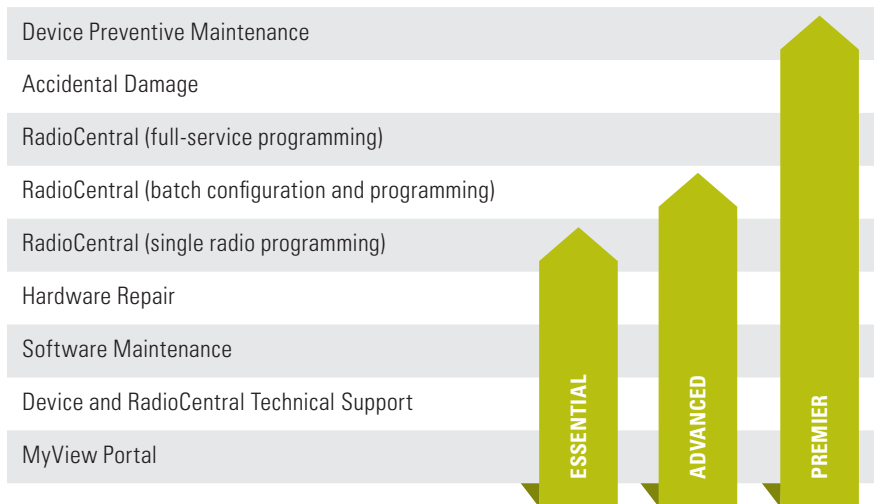 Device Preventive Maintenance
Accidental Damage
RadioCentral (full-service programming)
RadioCentral (batch configuration and programming)
RadioCentral (single radio programming)
Hardware Repair
Software Maintenance
Device and RadioCentral Technical Support
MyView Portal
ESSENTIAL
ADVANCED
PREMIER